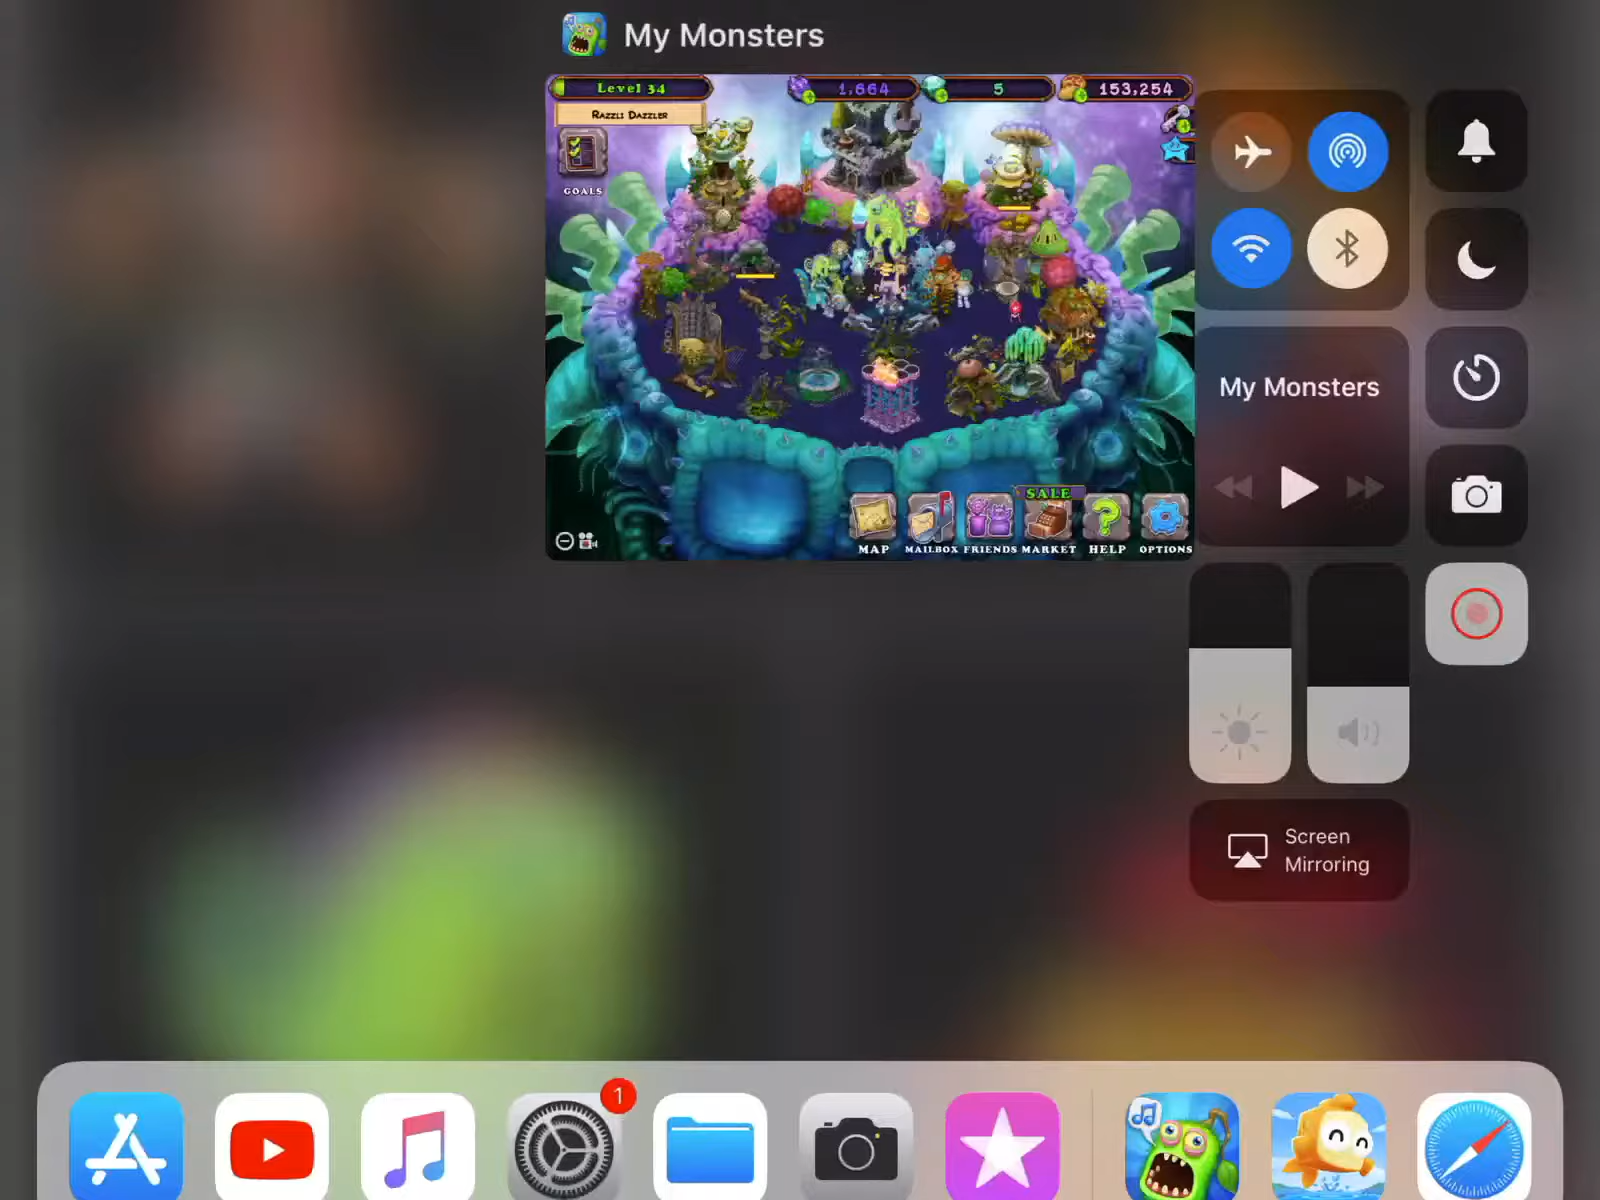 My Monsters
Level 34
1,664
5
153,254
RAZZLI DAZZLER
GOALS
My Monsters
SALE
MAP
MAILBOX
FRIENDS
MARKET
HELP
OPTIONS
Screen
Mirroring
1